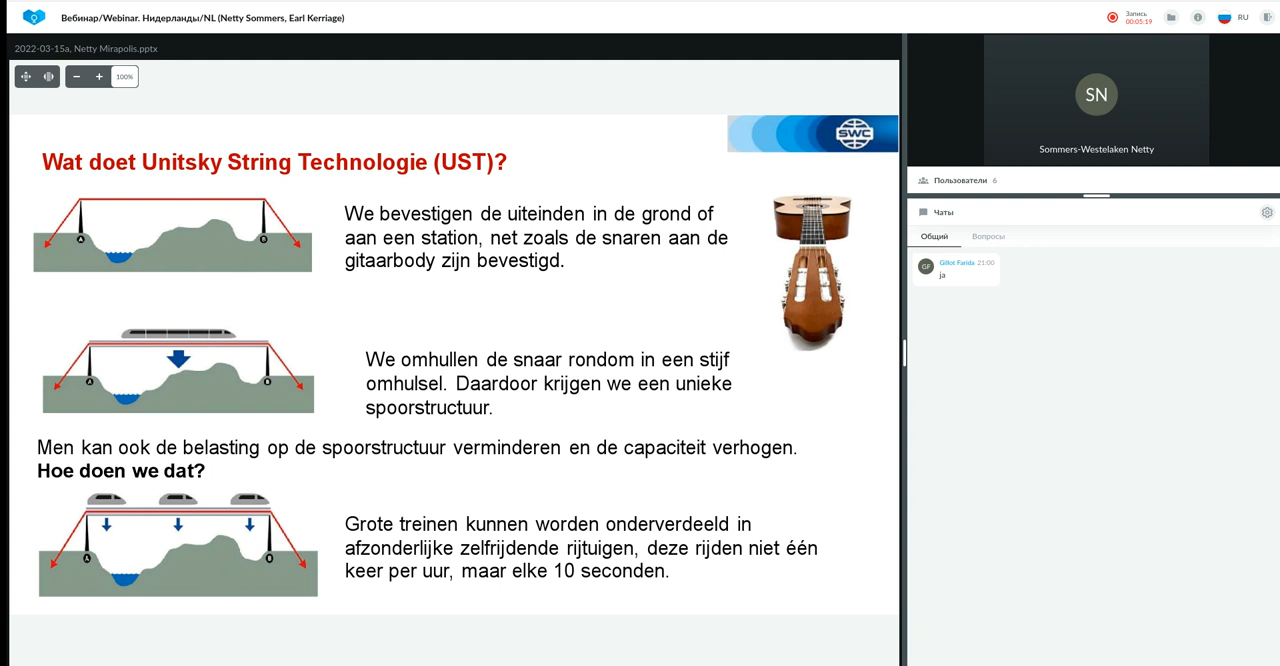 Вебинар/Webinar. Нидерланды/NL (Netty Sommers, Earl Kerriage)
Запись
00:05:19
RU
2022-03-15a, Netty Mirapolis.pptx
100%
SWC
Wat doet Unitsky String Technologie (UST)?
A
B
We bevestigen de uiteinden in de grond of
aan een station, net zoals de snaren aan de
gitaarbody zijn bevestigd.
A
B
We omhullen de snaar rondom in een stijf
omhulsel. Daardoor krijgen we een unieke
spoorstructuur.
Men kan ook de belasting op de spoorstructuur verminderen en de capaciteit verhogen.
Hoe doen we dat?
A
B
Grote treinen kunnen worden onderverdeeld in
afzonderlijke zelfrijdende rijtuigen, deze rijden niet één
keer per uur, maar elke 10 seconden.
SN
Sommers-Westelaken Netty
Пользователи 6
Чаты
Общий Вопросы
GF
Gillot Farida 21:00
ja